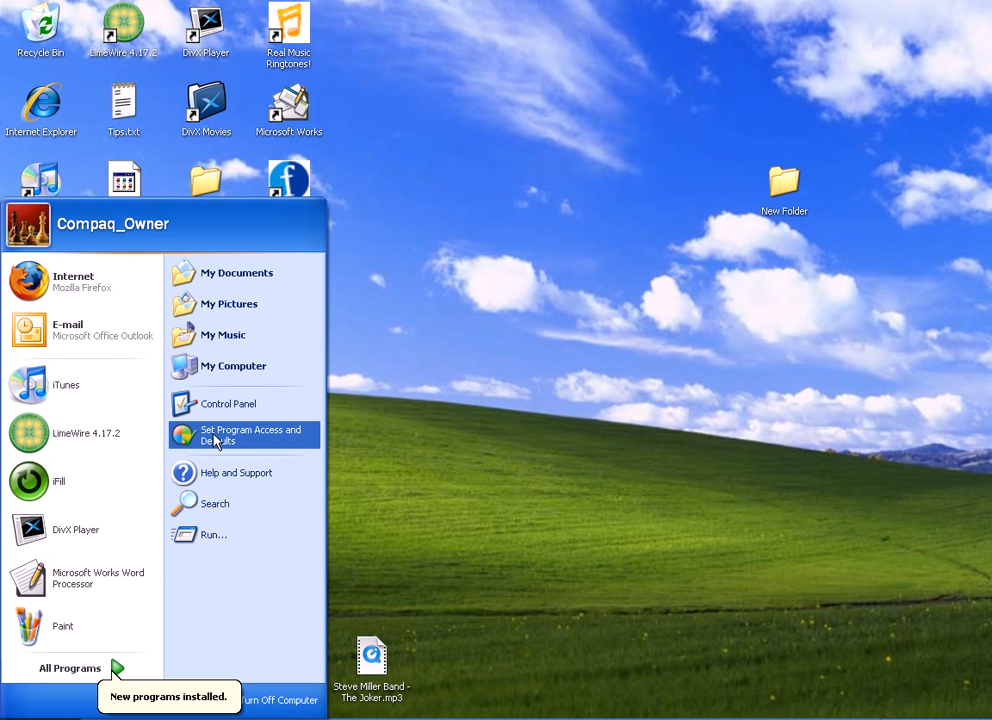 Recycle Bin
LimeWire 4.17.2
DivX Player
Real Music
Ringtones!
Internet Explorer
Tips.txt
DivX Movies
Microsoft Works
New Folder
Compaq_Owner
Internet
Mozilla Firefox
E-mail
Microsoft Office Outlook
iTunes
LimeWire 4.17.2
iFill
DivX Player
Microsoft Works Word
Processor
Paint
All Programs
My Documents
My Pictures
My Music
My Computer
Control Panel
Set Program Access and
Defaults
Help and Support
Search
Run...
New programs installed.
Turn Off Computer
Steve Miller Band -
The Joker.mp3